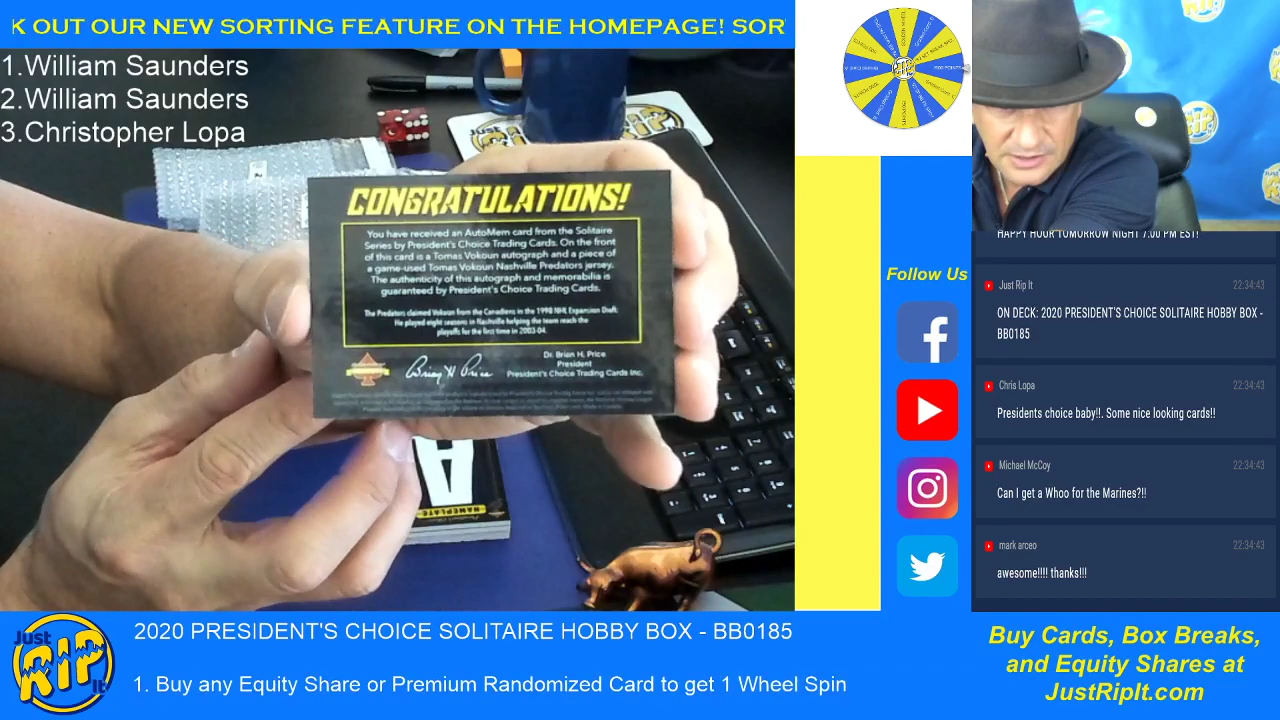 K OUT OUR NEW SORTING FEATURE ON THE HOMEPAGE! SOR
1.William Saunders
2.William Saunders
3.Christopher Lopa
CONGRATULATIONS!
You have received an AutoMem card from the Solitaire
Series by President's Choice Trading Cards. On the front
of this card is a Tomas Vokoun autograph and a piece of
a game-used Tomas Vokoun Nashville Predators jersey.
The authenticity of this autograph and memorabilia is
guaranteed by President's Choice Trading Cards.
The Predators claimed Vokoun from the Canadiens in the 1998 NHL Expansion Draft.
He played eight seasons in Nashville helping the team reach the
playoffs for the first time in 2003-04.
Brian H Price
Dr. Brian H. Price
President
President's Choice Trading Cards Inc.
NAMEPLATE
Follow Us
HAPPY HOUR TOMORROW NIGHT 7:00 PM EST!
Just Rip It 22:34:43
ON DECK: 2020 PRESIDENT'S CHOICE SOLITAIRE HOBBY BOX -
BB0185
Chris Lopa 22:34:43
Presidents choice baby!!. Some nice looking cards!!
Michael McCoy 22:34:43
Can I get a Whoo for the Marines?!!
mark arceo 22:34:43
awesome!!!! thanks!!!
Just
RIP
It
2020 PRESIDENT'S CHOICE SOLITAIRE HOBBY BOX - BB0185
1. Buy any Equity Share or Premium Randomized Card to get 1 Wheel Spin
Buy Cards, Box Breaks,
and Equity Shares at
JustRipIt.com